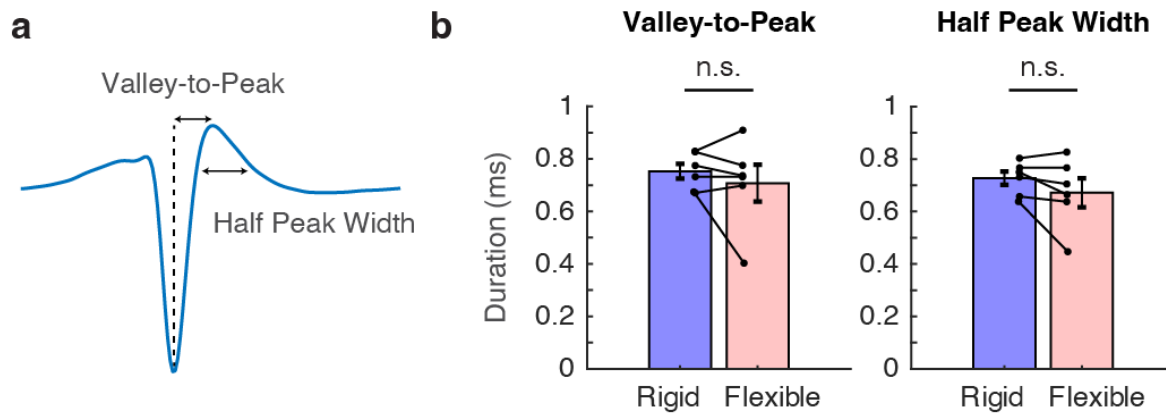 a
Valley-to-Peak
Half Peak Width
b
Valley-to-Peak
n.s.
Duration (ms)
1
0.8
0.6
0.4
0.2
0
Rigid Flexible
Half Peak Width
n.s.
1
0.8
0.6
0.4
0.2
0
Rigid Flexible